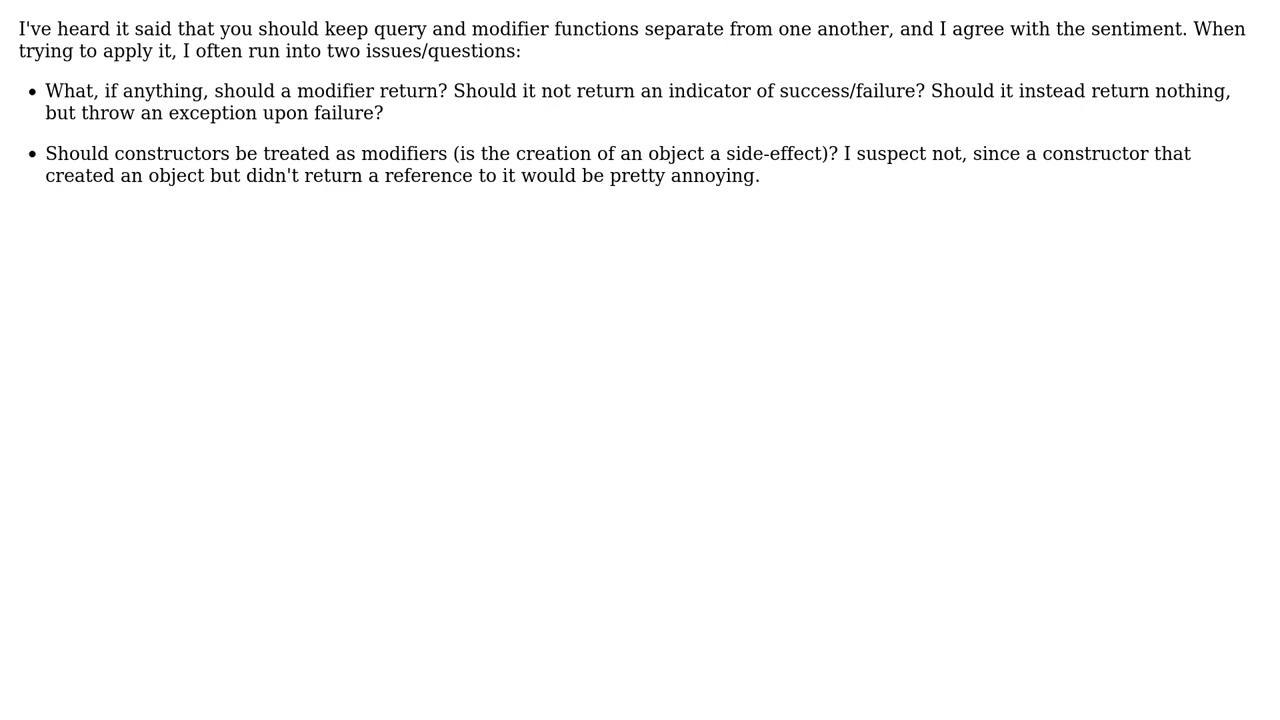 I've heard it said that you should keep query and modifier functions separate from one another, and I agree with the sentiment. When
trying to apply it, I often run into two issues/questions:
• What, if anything, should a modifier return? Should it not return an indicator of success/failure? Should it instead return nothing,
but throw an exception upon failure?
• Should constructors be treated as modifiers (is the creation of an object a side-effect)? I suspect not, since a constructor that
created an object but didn't return a reference to it would be pretty annoying.